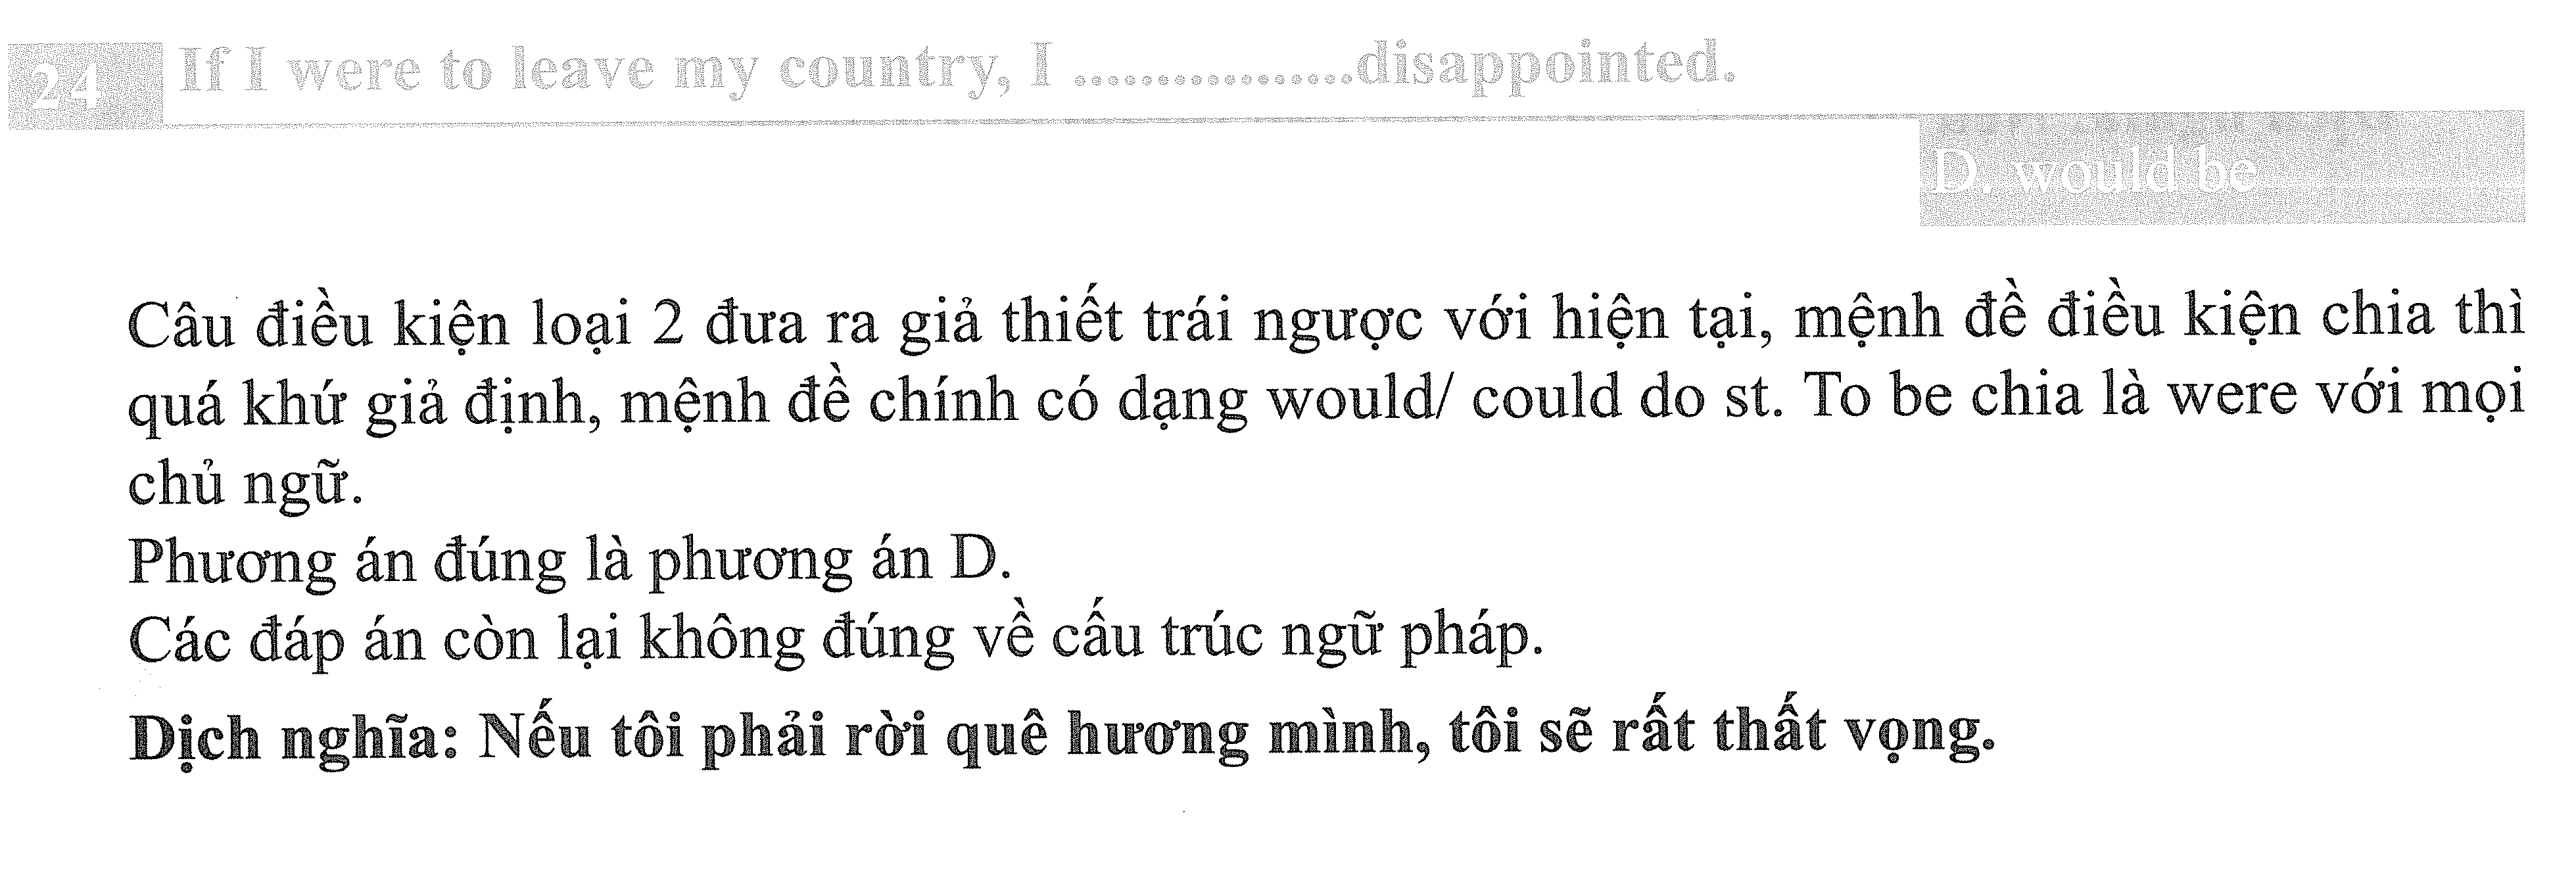 24 If I were to leave my country, I .................disappointed.
D. would be
Câu điều kiện loại 2 đưa ra giả thiết trái ngược với hiện tại, mệnh đề điều kiện chia thì
quá khứ giả định, mệnh đề chính có dạng would/ could do st. To be chia là were với mọi
chủ ngữ.
Phương án đúng là phương án D.
Các đáp án còn lại không đúng về cấu trúc ngữ pháp.
Dịch nghĩa: Nếu tôi phải rời quê hương mình, tôi sẽ rất thất vọng.